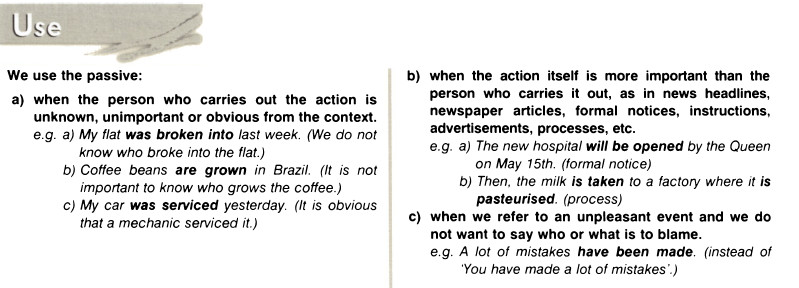 Use
We use the passive:
a) when the person who carries out the action is
unknown, unimportant or obvious from the context.
e.g. a) My flat was broken into last week. (We do not
know who broke into the flat.)
b) Coffee beans are grown in Brazil. (It is not
important to know who grows the coffee.)
c) My car was serviced yesterday. (It is obvious
that a mechanic serviced it.)
b) when the action itself is more important than the
person who carries it out, as in news headlines,
newspaper articles, formal notices, instructions,
advertisements, processes, etc.
e.g. a) The new hospital will be opened by the Queen
on May 15th. (formal notice)
b) Then, the milk is taken to a factory where it is
pasteurised. (process)
c) when we refer to an unpleasant event and we do
not want to say who or what is to blame.
e.g. A lot of mistakes have been made. (instead of
'You have made a lot of mistakes'.)